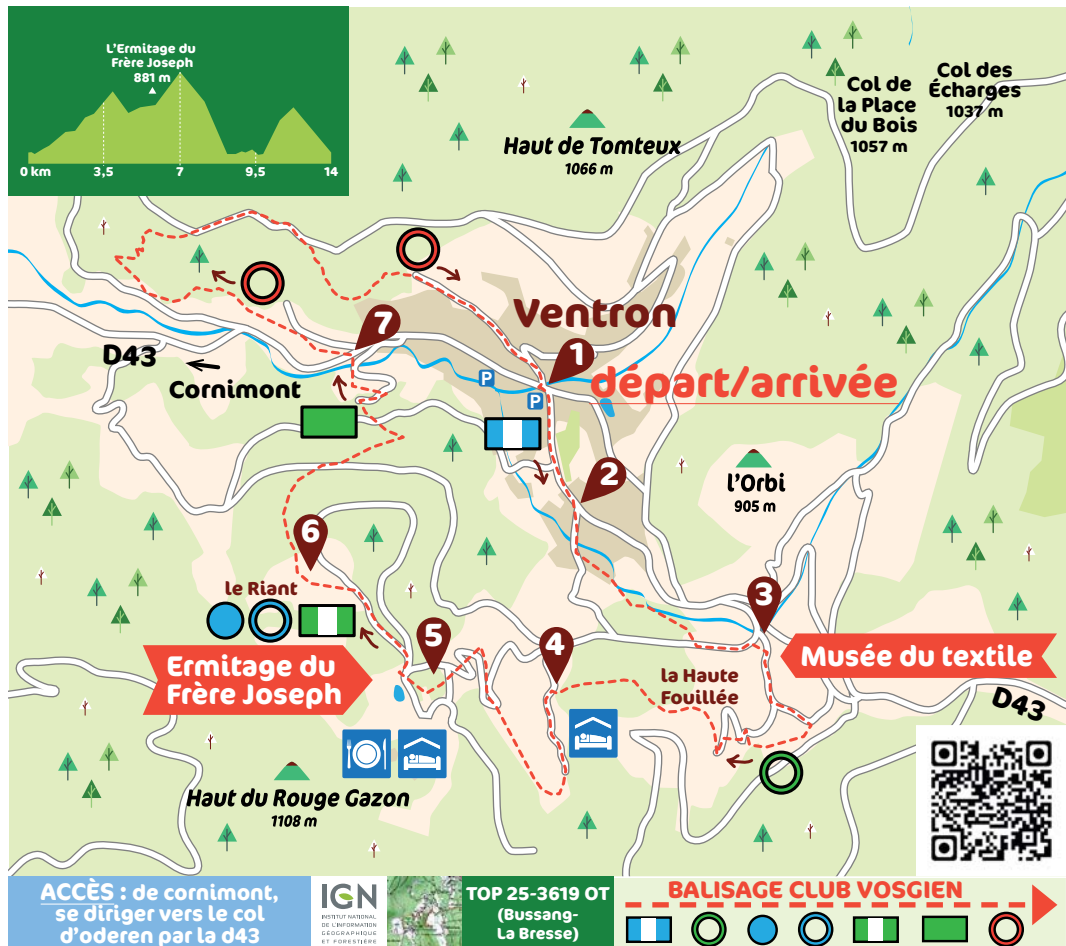 L'Ermitage du
Frère Joseph
881 m
0 km
3,5
7
9,5
14
Haut de Tomteux
1066 m
Col de
la Place
du Bois
1057 m
Col des
Écharges
1037 m
Ventron
7
1
D43
Cornimont
P
P
départ/arrivée
2
l'Orbi
905 m
6
le Riant
3
5
4
Ermitage du
Frère Joseph
Musée du textile
la Haute
Fouillée
D43
Haut du Rouge Gazon
1108 m
ACCÈS : de cornimont,
se diriger vers le col
d'oderen par la d43
IGN
INSTITUT NATIONAL
DE L'INFORMATION
GÉOGRAPHIQUE
ET FORESTIÈRE
TOP 25-3619 OT
(Bussang-
La Bresse)
BALISAGE CLUB VOSGIEN